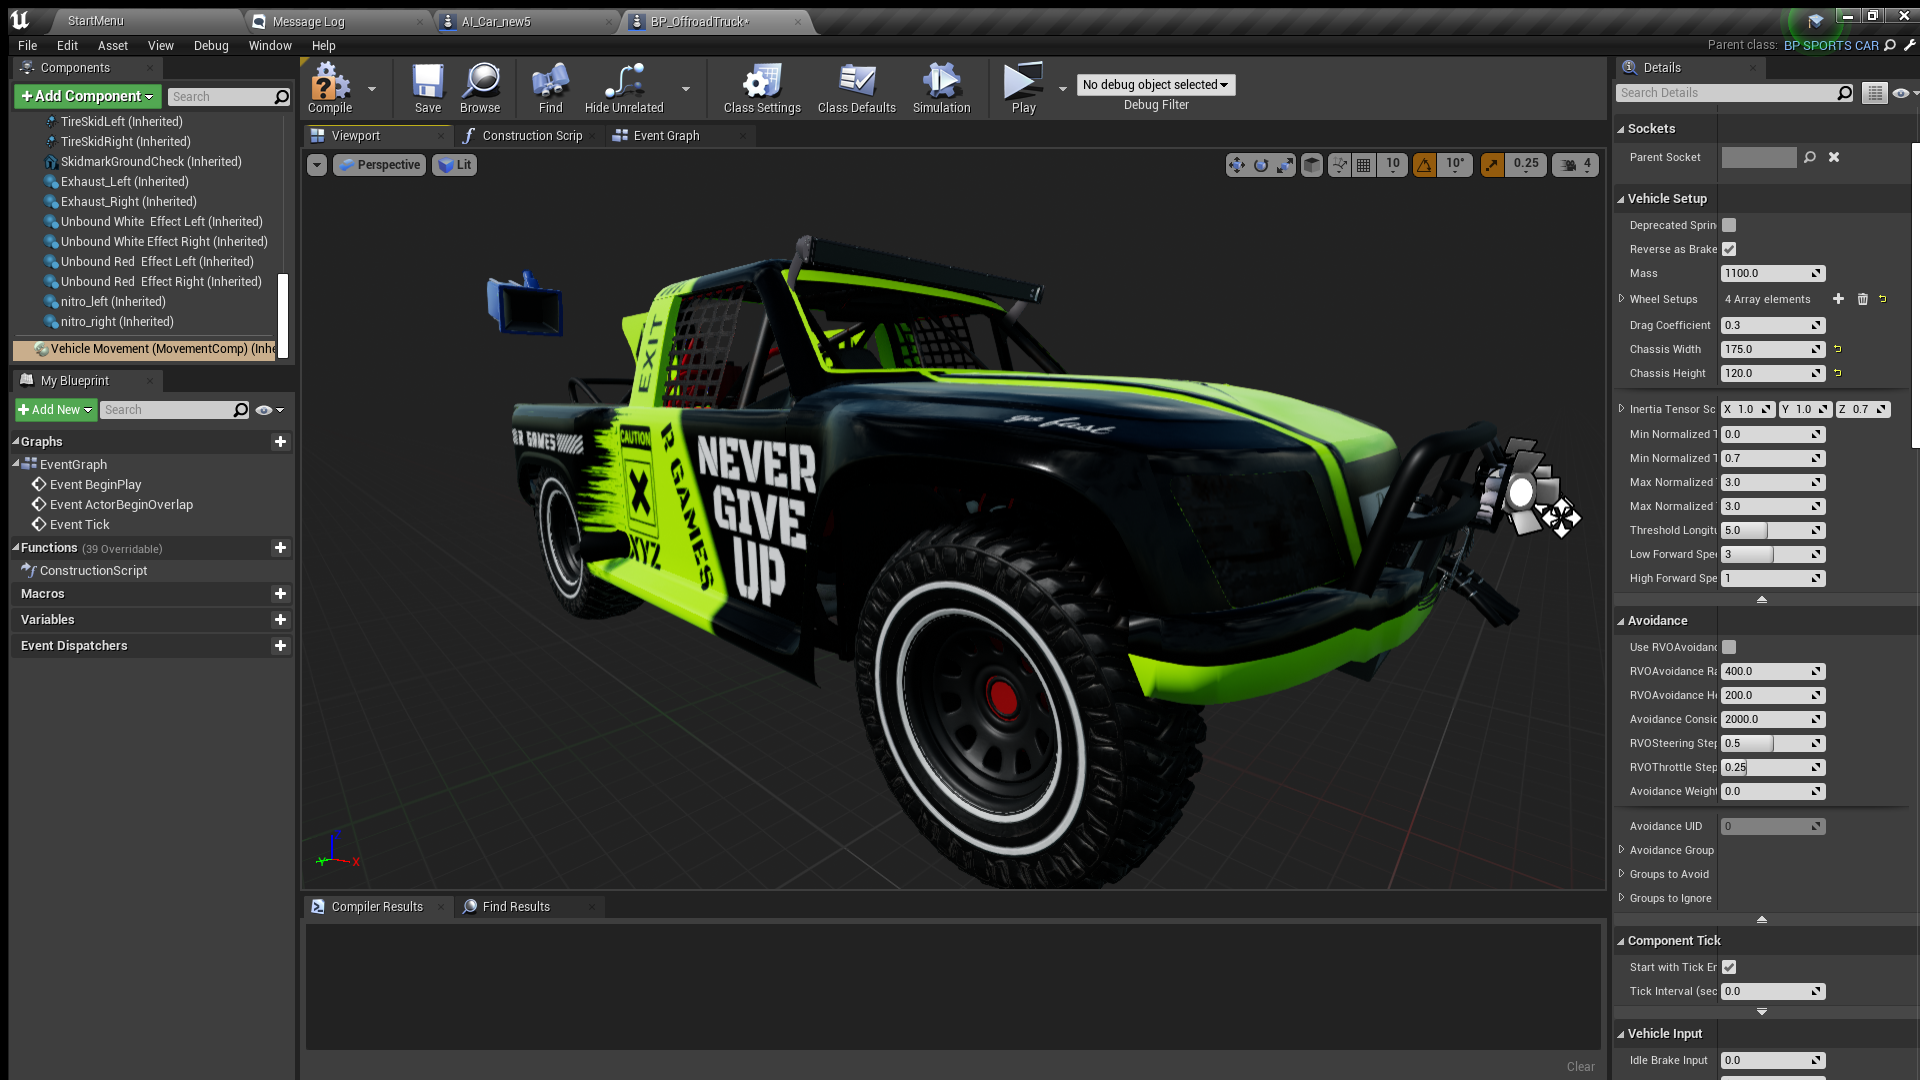 StartMenu
Message Log
AI_Car_new5
BP_OffroadTruck*
File Edit Asset View Debug Window Help
Parent class: BP SPORTS CAR
Components
+Add Component
Search
TireSkidLeft (Inherited)
TireSkidRight (Inherited)
SkidmarkGroundCheck (Inherited)
Exhaust_Left (Inherited)
Exhaust_Right (Inherited)
Unbound White Effect Left (Inherited)
Unbound White Effect Right (Inherited)
Unbound Red Effect Left (Inherited)
Unbound Red Effect Right (Inherited)
nitro_left (Inherited)
nitro_right (Inherited)
Vehicle Movement (MovementComp) (Inhe
My Blueprint
+Add New
Search
Graphs
EventGraph
Event BeginPlay
Event ActorBeginOverlap
Event Tick
Functions (39 Overridable)
ConstructionScript
Macros
Variables
Event Dispatchers
Compile
Save
Browse
Find
Hide Unrelated
Class Settings
Class Defaults
Simulation
Play
No debug object selected
Debug Filter
Viewport
Construction Scrip
Event Graph
Perspective
Lit
10
10°
0.25
4
EXIT
go fast
R GAMES
CAUTION
X
XYZ
R GAMES
NEVER
GIVE
UP
Z
Y
X
Compiler Results
Find Results
Clear
Details
Search Details
Sockets
Parent Socket
Vehicle Setup
Deprecated Sprin
Reverse as Brake
Mass 1100.0
Wheel Setups 4 Array elements
Drag Coefficient 0.3
Chassis Width 175.0
Chassis Height 120.0
Inertia Tensor Sc X 1.0 Y 1.0 Z 0.7
Min Normalized T 0.0
Min Normalized T 0.7
Max Normalized 3.0
Max Normalized 3.0
Threshold Longitu 5.0
Low Forward Spe 3
High Forward Spe 1
Avoidance
Use RVOAvoidanc
RVOAvoidance Ra 400.0
RVOAvoidance He 200.0
Avoidance Consid 2000.0
RVOSteering Step 0.5
RVOThrottle Step 0.25
Avoidance Weight 0.0
Avoidance UID 0
Avoidance Group
Groups to Avoid
Groups to Ignore
Component Tick
Start with Tick En
Tick Interval (sec 0.0
Vehicle Input
Idle Brake Input 0.0